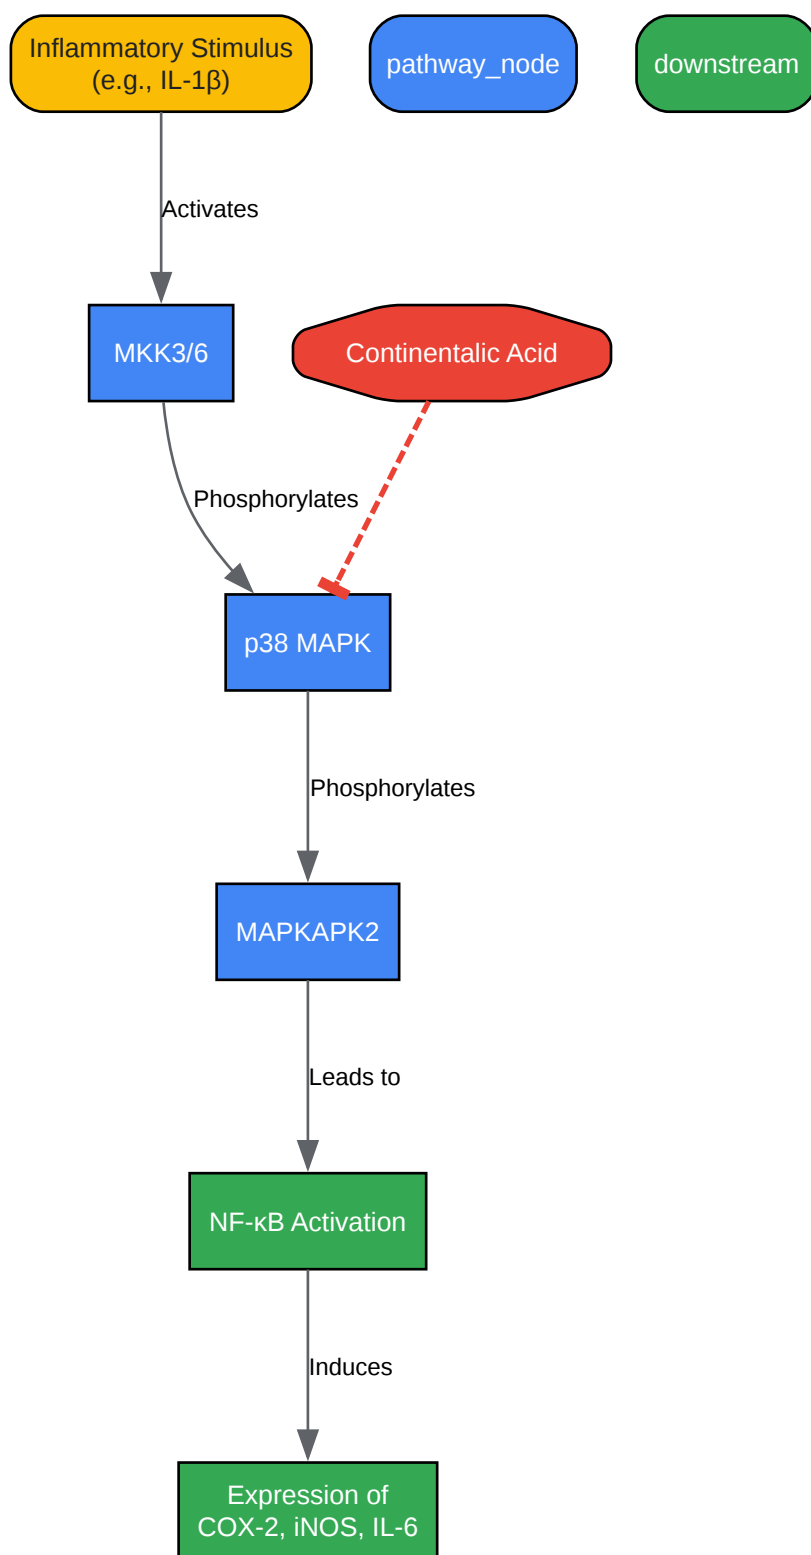 Inflammatory Stimulus
(e.g., IL-1β)
pathway_node
downstream
Activates
MKK3/6
Continentalic Acid
Phosphorylates
p38 MAPK
Phosphorylates
MAPKAPK2
Leads to
NF-κB Activation
Induces
Expression of
COX-2, iNOS, IL-6